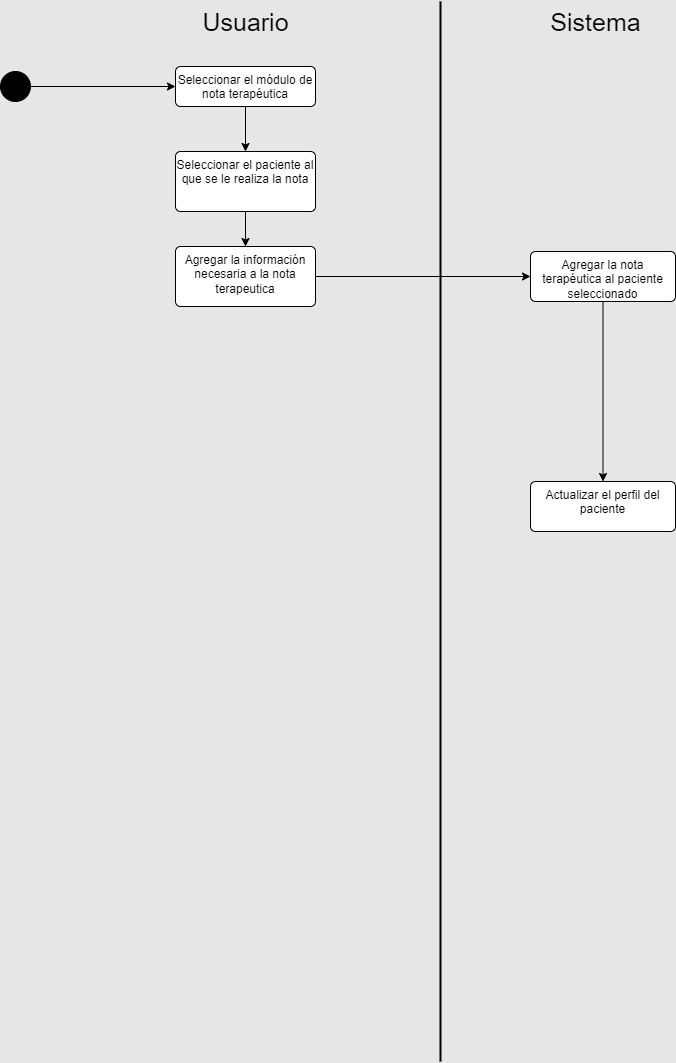 Usuario
Sistema
Seleccionar el módulo de
nota terapéutica
Seleccionar el paciente al
que se le realiza la nota
Agregar la información
necesaria a la nota
terapeutica
Agregar la nota
terapéutica al paciente
seleccionado
Actualizar el perfil del
paciente